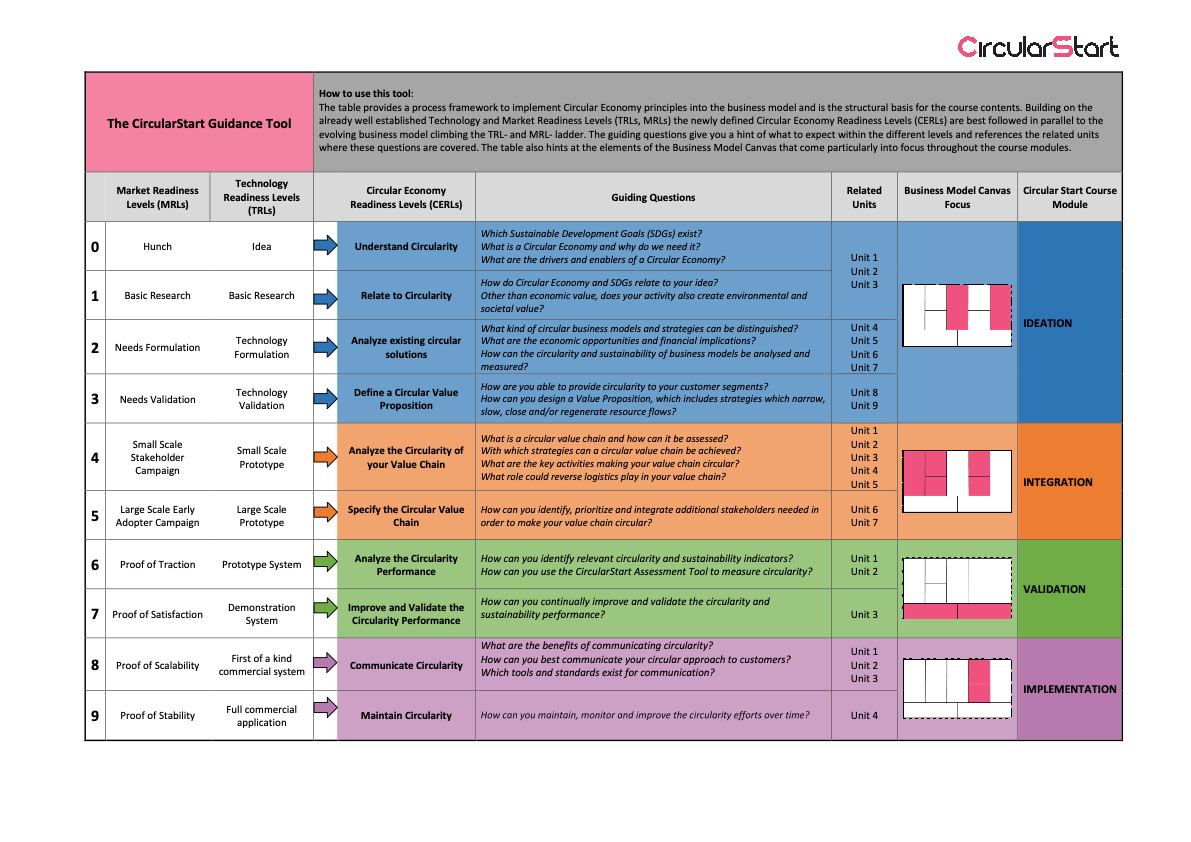 CircularStart
The CircularStart Guidance Tool
How to use this tool:
The table provides a process framework to implement Circular Economy principles into the business model and is the structural basis for the course contents. Building on the
already well established Technology and Market Readiness Levels (TRLs, MRLs) the newly defined Circular Economy Readiness Levels (CERLs) are best followed in parallel to the
evolving business model climbing the TRL- and MRL- ladder. The guiding questions give you a hint of what to expect within the different levels and references the related units
where these questions are covered. The table also hints at the elements of the Business Model Canvas that come particularly into focus throughout the course modules.
Market Readiness
Levels (MRLs)
Technology
Readiness Levels
(TRLs)
Circular Economy
Readiness Levels (CERLs)
Guiding Questions
Related
Units
Business Model Canvas
Focus
Circular Start Course
Module
0
Hunch
Idea
Understand Circularity
Which Sustainable Development Goals (SDGs) exist?
What is a Circular Economy and why do we need it?
What are the drivers and enablers of a Circular Economy?
Unit 1
Unit 2
Unit 3
1
Basic Research
Basic Research
Relate to Circularity
How do Circular Economy and SDGs relate to your idea?
Other than economic value, does your activity also create environmental and
societal value?
IDEATION
2
Needs Formulation
Technology
Formulation
Analyze existing circular
solutions
What kind of circular business models and strategies can be distinguished?
What are the economic opportunities and financial implications?
How can the circularity and sustainability of business models be analysed and
measured?
Unit 4
Unit 5
Unit 6
Unit 7
3
Needs Validation
Technology
Validation
Define a Circular Value
Proposition
How are you able to provide circularity to your customer segments?
How can you design a Value Proposition, which includes strategies which narrow,
slow, close and/or regenerate resource flows?
Unit 8
Unit 9
4
Small Scale
Stakeholder
Campaign
Small Scale
Prototype
Analyze the Circularity of
your Value Chain
What is a circular value chain and how can it be assessed?
With which strategies can a circular value chain be achieved?
What are the key activities making your value chain circular?
What role could reverse logistics play in your value chain?
Unit 1
Unit 2
Unit 3
Unit 4
Unit 5
INTEGRATION
5
Large Scale Early
Adopter Campaign
Large Scale
Prototype
Specify the Circular Value
Chain
How can you identify, prioritize and integrate additional stakeholders needed in
order to make your value chain circular?
Unit 6
Unit 7
6
Proof of Traction
Prototype System
Analyze the Circularity
Performance
How can you identify relevant circularity and sustainability indicators?
How can you use the CircularStart Assessment Tool to measure circularity?
Unit 1
Unit 2
VALIDATION
7
Proof of Satisfaction
Demonstration
System
Improve and Validate the
Circularity Performance
How can you continually improve and validate the circularity and
sustainability performance?
Unit 3
8
Proof of Scalability
First of a kind
commercial system
Communicate Circularity
What are the benefits of communicating circularity?
How can you best communicate your circular approach to customers?
Which tools and standards exist for communication?
Unit 1
Unit 2
Unit 3
IMPLEMENTATION
9
Proof of Stability
Full commercial
application
Maintain Circularity
How can you maintain, monitor and improve the circularity efforts over time?
Unit 4